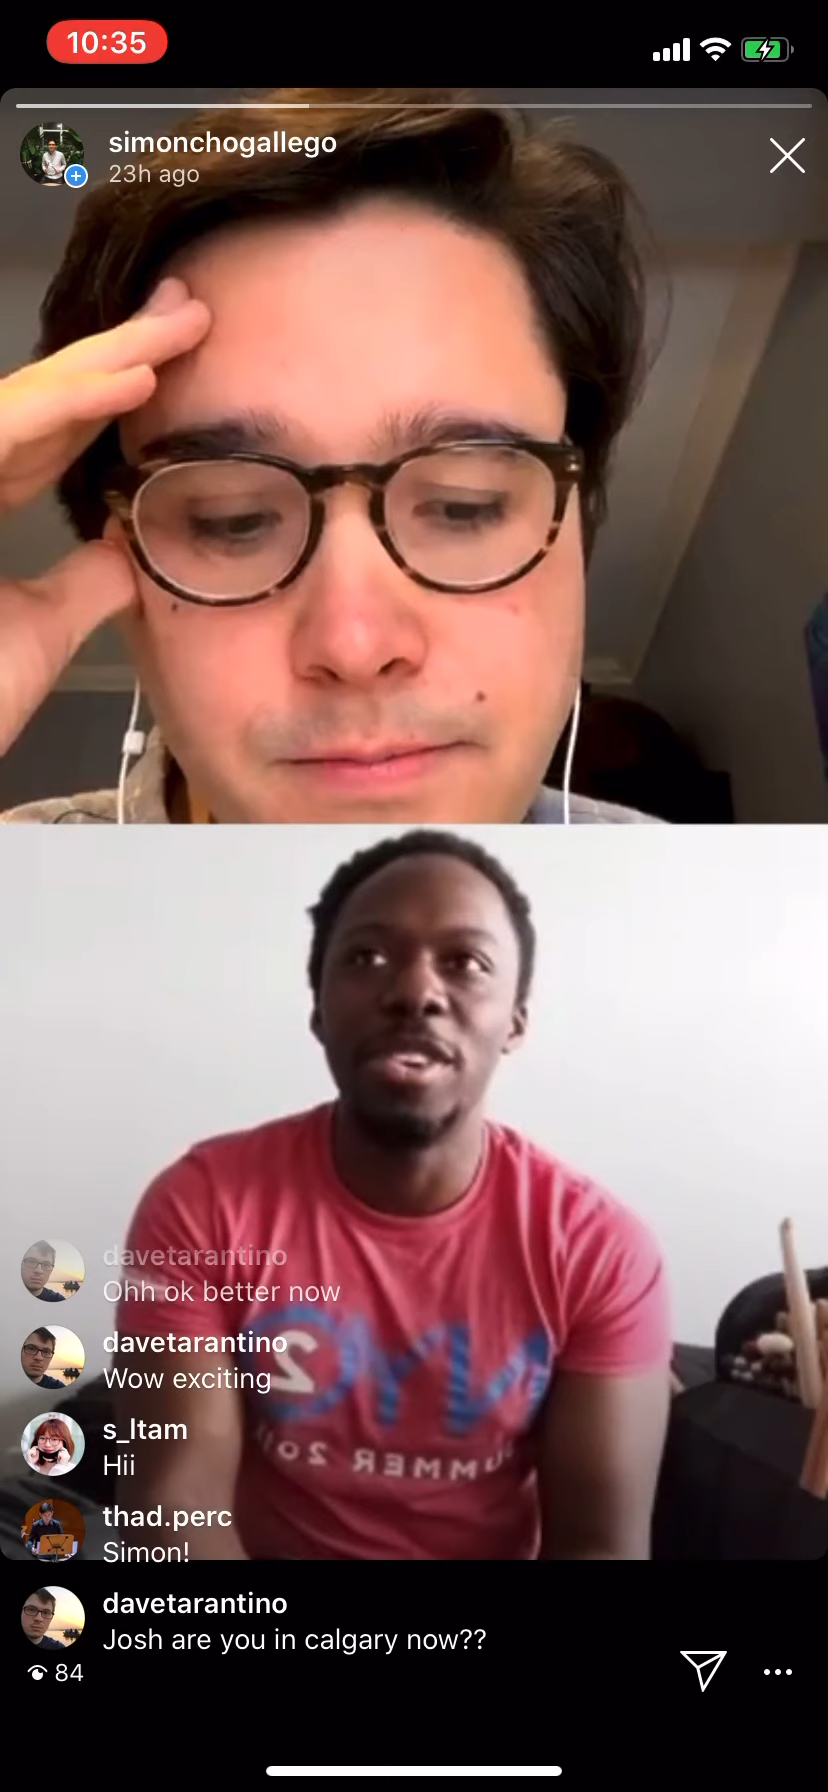 10:35
simonchogallego
23h ago
davetarantino
Ohh ok better now
davetarantino
Wow exciting
s_ltam
Hii
thad.perc
Simon!
davetarantino
Josh are you in calgary now??
84